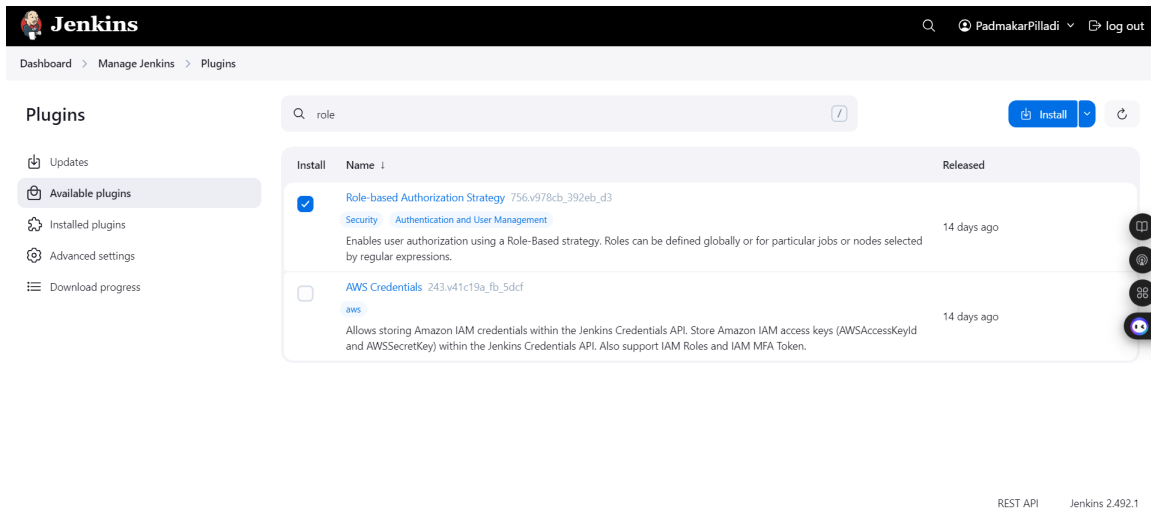 Jenkins
PadmakarPilladi
log out
Dashboard > Manage Jenkins > Plugins
Plugins
role
/
Install
Updates
Available plugins
Installed plugins
Advanced settings
Download progress
Install Name ↓ Released
Role-based Authorization Strategy 756.v978cb_392eb_d3
Security Authentication and User Management
Enables user authorization using a Role-Based strategy. Roles can be defined globally or for particular jobs or nodes selected
by regular expressions.
14 days ago
AWS Credentials 243.v41c19a_fb_5dcf
aws
Allows storing Amazon IAM credentials within the Jenkins Credentials API. Store Amazon IAM access keys (AWSAccessKeyId
and AWSSecretKey) within the Jenkins Credentials API. Also support IAM Roles and IAM MFA Token.
14 days ago
REST API Jenkins 2.492.1